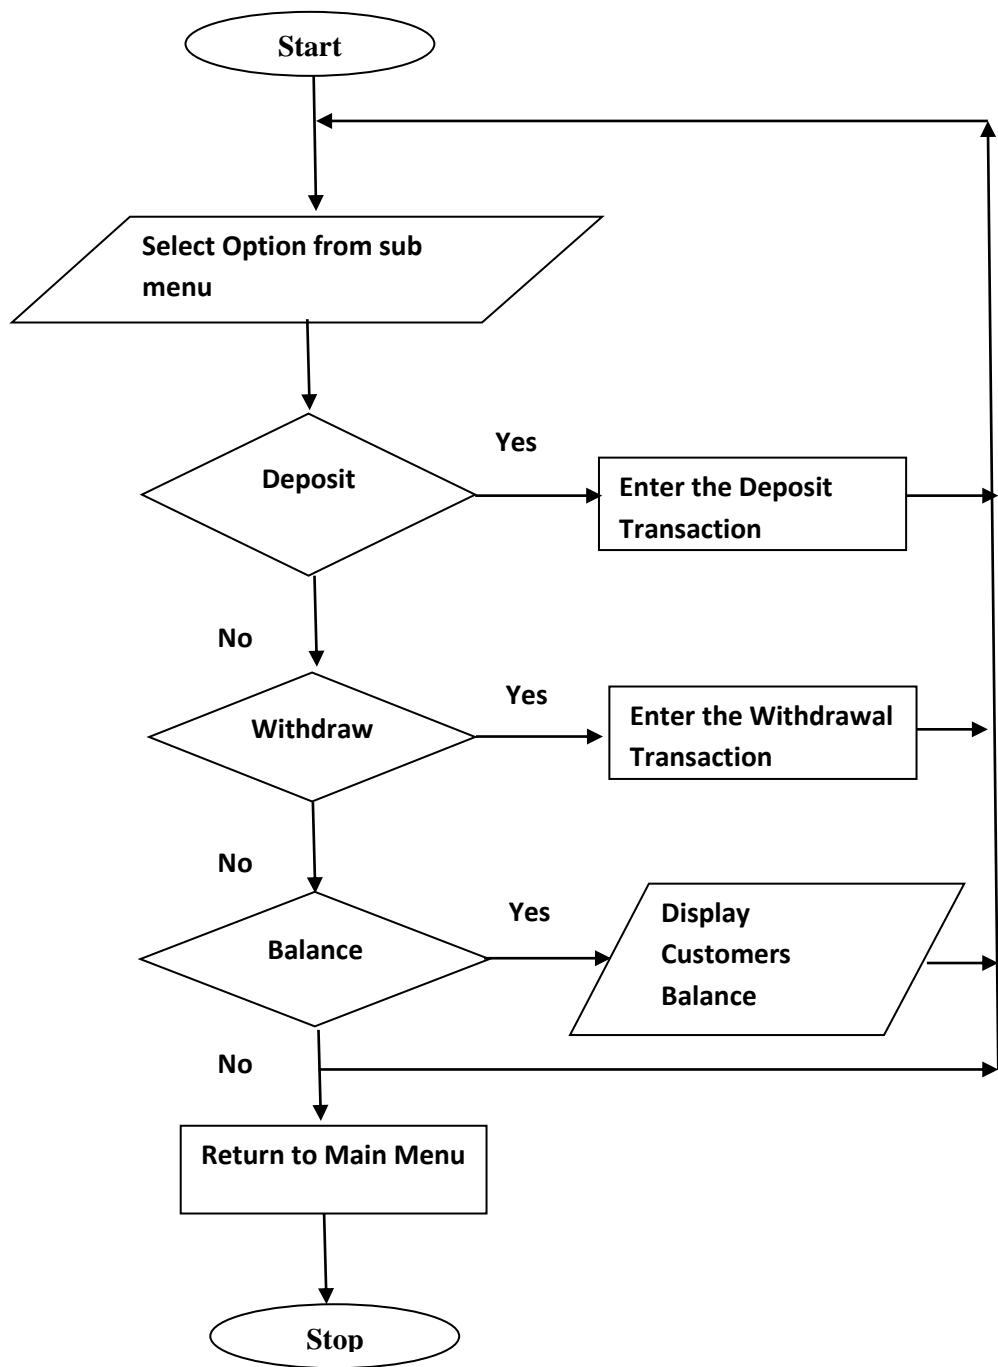 Start
Select Option from sub
menu
Yes
Deposit
Enter the Deposit
Transaction
No
Yes
Withdraw
Enter the Withdrawal
Transaction
No
Yes
Balance
Display
Customers
Balance
No
Return to Main Menu
Stop